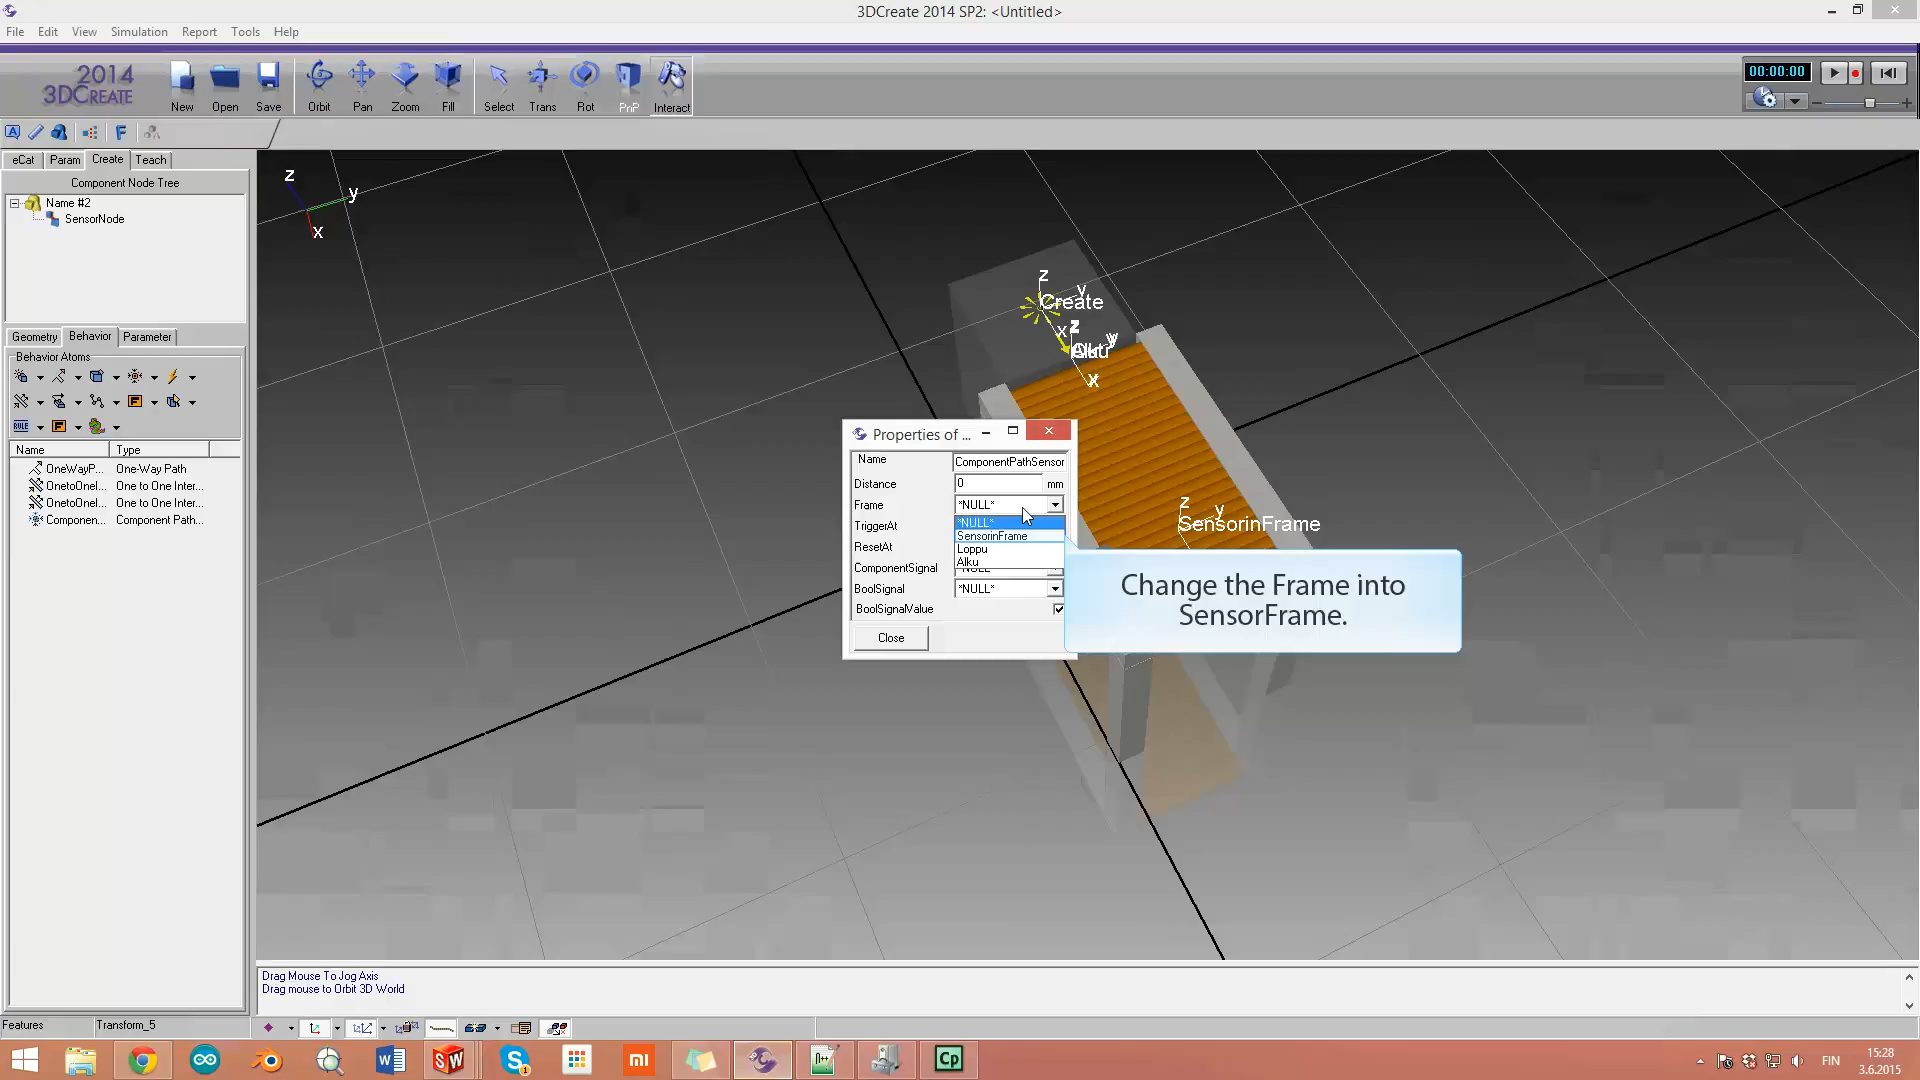 3DCreate 2014 SP2: <Untitled>
File Edit View Simulation Report Tools Help
2014
3DCREATE
New Open Save Orbit Pan Zoom Fill Select Trans Rot PnP Interact
00:00:00
eCat Param Create Teach
Component Node Tree
Name #2
SensorNode
Geometry Behavior Parameter
Behavior Atoms
RULE
Name Type
OneWayP... One-Way Path
OnetoOneI... One to One Inter...
OnetoOneI... One to One Inter...
Componen... Component Path...
z
y
x
z
y
Create
x
z
y
x
z
y
SensorinFrame
Properties of ...
Name ComponentPathSensor
Distance 0 mm
Frame *NULL*
*NULL*
TriggerAt
SensorinFrame
ResetAt
Loppu
Alku
ComponentSignal *NULL*
BoolSignal *NULL*
BoolSignalValue
Close
Change the Frame into
SensorFrame.
Drag Mouse To Jog Axis
Drag mouse to Orbit 3D World
Features Transform_5
FIN
15:28
3.6.2015